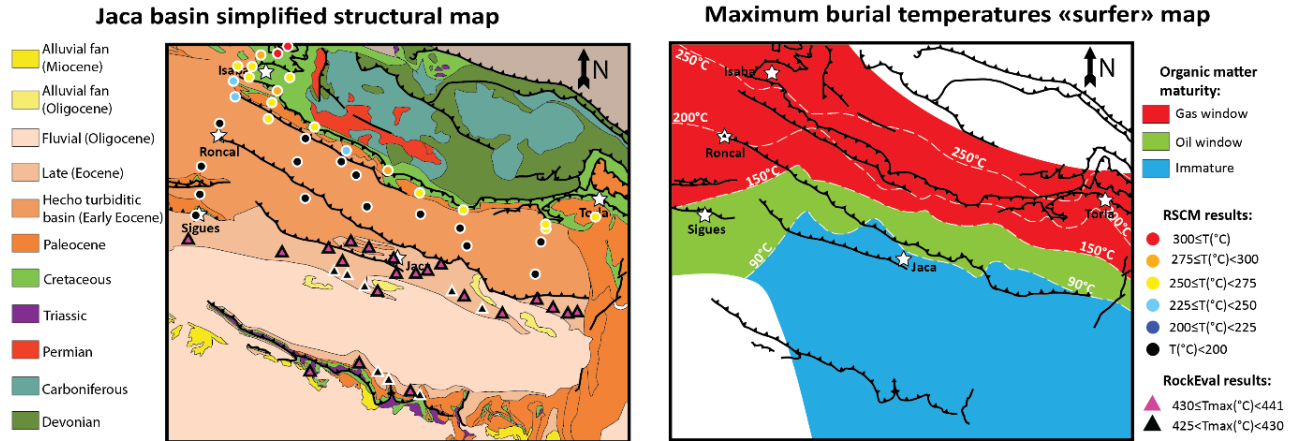 Jaca basin simplified structural map
Alluvial fan
(Miocene)
Alluvial fan
(Oligocene)
Fluvial (Oligocene)
Late (Eocene)
Hecho turbiditic
basin (Early Eocene)
Paleocene
Cretaceous
Triassic
Permian
Carboniferous
Devonian
N
Isaba
Roncal
Sigues
Jaca
Torla
Maximum burial temperatures «surfer» map
250°C
Isaba
N
200°C
Roncal
250°C
150°C
Torla
Sigues
90°C
Jaca
150°C
90°C
Organic matter
maturity:
Gas window
Oil window
Immature
RSCM results:
300≤T(°C)
275≤T(°C)<300
250≤T(°C)<275
225≤T(°C)<250
200≤T(°C)<225
T(°C)<200
RockEval results:
430≤Tmax(°C)<441
425<Tmax(°C)<430